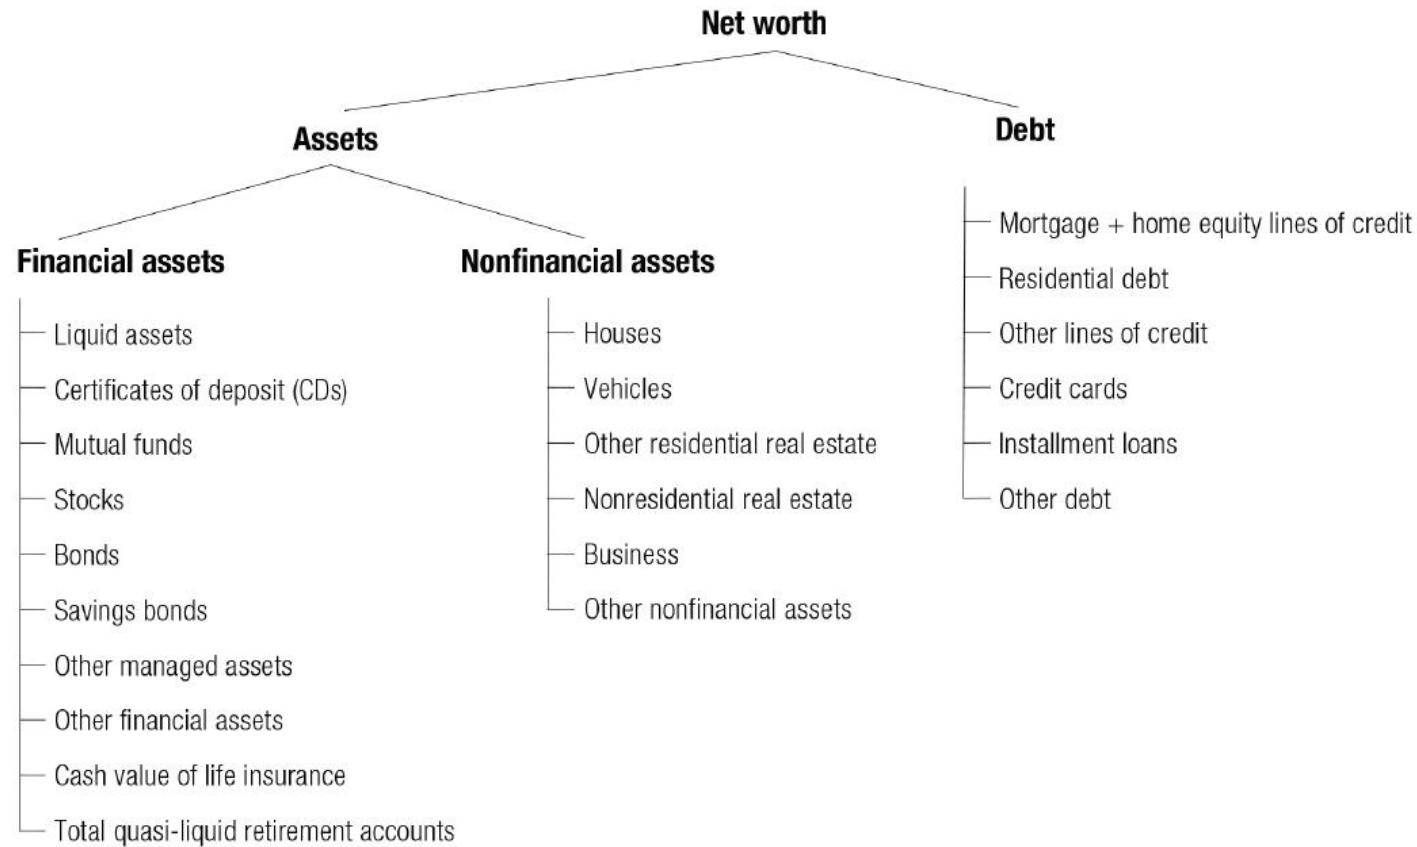 Net worth
Assets
Debt
Financial assets
Liquid assets
Certificates of deposit (CDs)
Mutual funds
Stocks
Bonds
Savings bonds
Other managed assets
Other financial assets
Cash value of life insurance
Total quasi-liquid retirement accounts
Nonfinancial assets
Houses
Vehicles
Other residential real estate
Nonresidential real estate
Business
Other nonfinancial assets
Mortgage + home equity lines of credit
Residential debt
Other lines of credit
Credit cards
Installment loans
Other debt